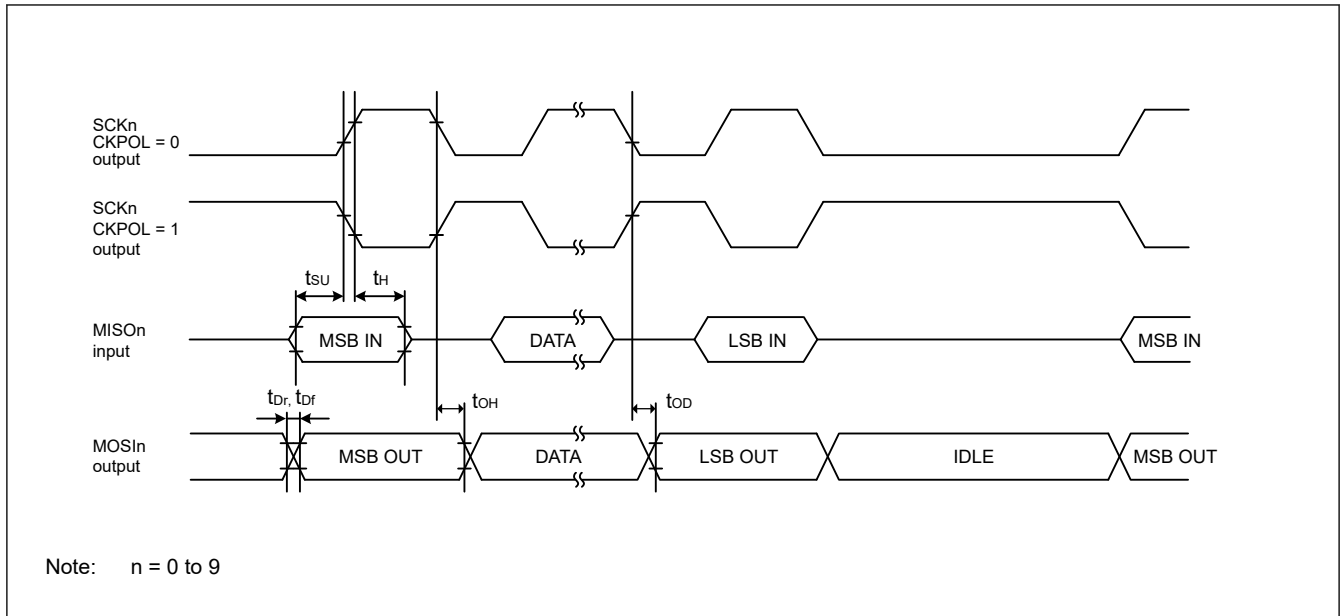 SCKn
CKPOL = 0
output
SCKn
CKPOL = 1
output
tSU
tH
MISOn
input
MSB IN
DATA
LSB IN
MSB IN
tDr, tDf
tOH
tOD
MOSIn
output
MSB OUT
DATA
LSB OUT
IDLE
MSB OUT
Note: n = 0 to 9